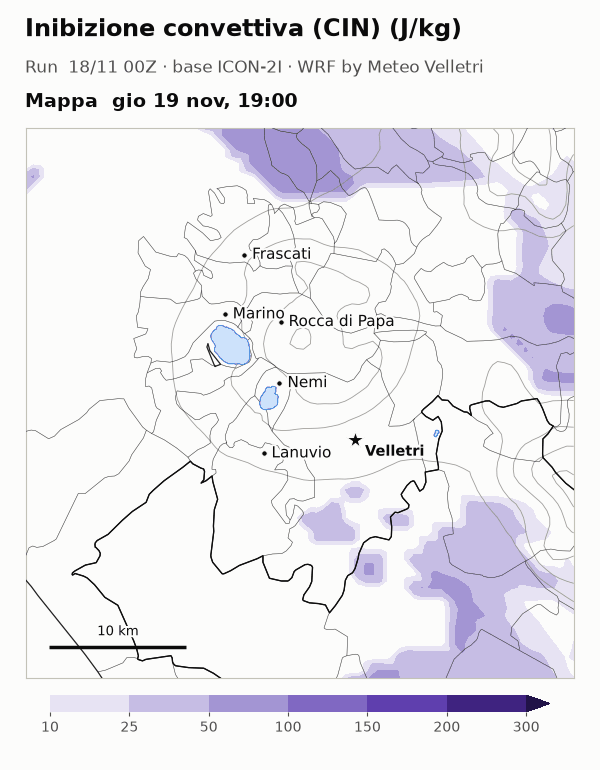 Inibizione convettiva (CIN) (J/kg)
Run  18/11 00Z · base ICON-2I · WRF by Meteo Velletri
Mappa  gio 19 nov, 19:00
Frascati
Marino
Rocca di Papa
Nemi
Velletri
Lanuvio
10 km
10 25 50 100 150 200 300